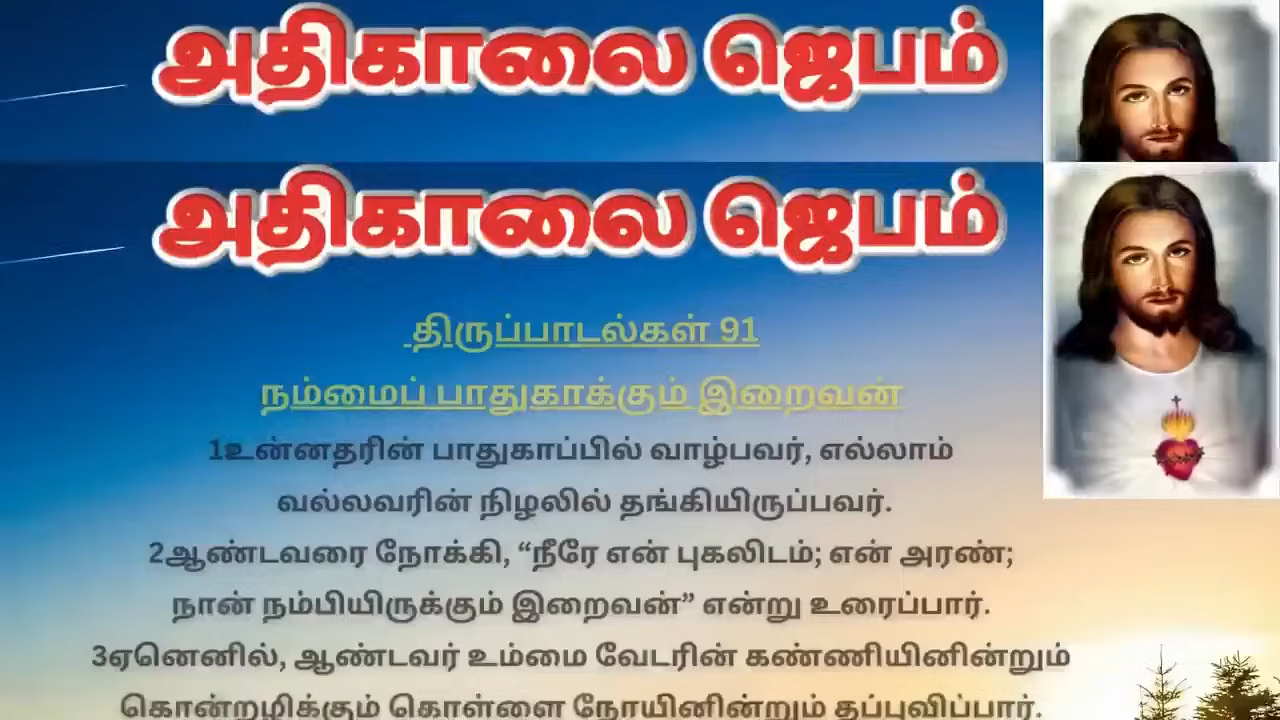 அதிகாலை ஜெபம்
அதிகாலை ஜெபம்
திருப்பாடல்கள் 91
நம்மைப் பாதுகாக்கும் இறைவன்
1உன்னதரின் பாதுகாப்பில் வாழ்பவர், எல்லாம்
வல்லவரின் நிழலில் தங்கியிருப்பவர்.
2ஆண்டவரை நோக்கி, “நீரே என் புகலிடம்; என் அரண்;
நான் நம்பியிருக்கும் இறைவன்” என்று உரைப்பார்.
3ஏனெனில், ஆண்டவர் உம்மை வேடரின் கண்ணியினின்றும்
கொன்றழிக்கும் கொள்ளை நோயினின்றும் தப்புவிப்பார்.